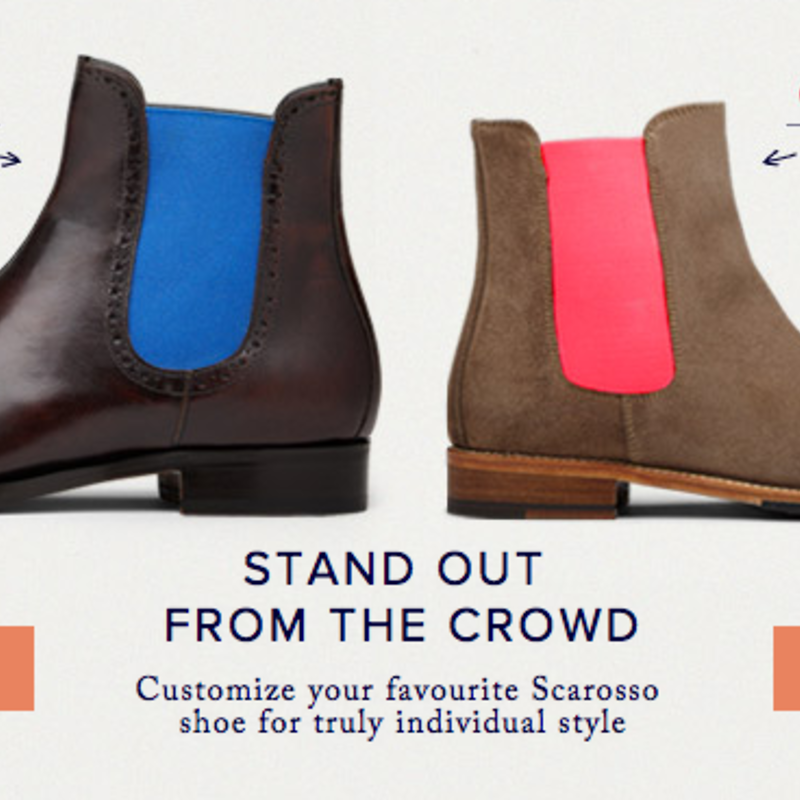 STAND OUT
FROM THE CROWD
Customize your favourite Scarosso
shoe for truly individual style